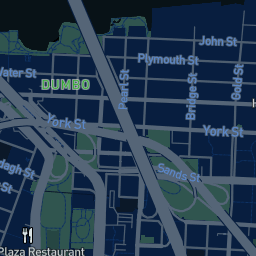 John St
Plymouth St
Water St
DUMBO
Pearl St
Bridge St
Gold St
York St
York St
Sands St
Plaza Restaurant